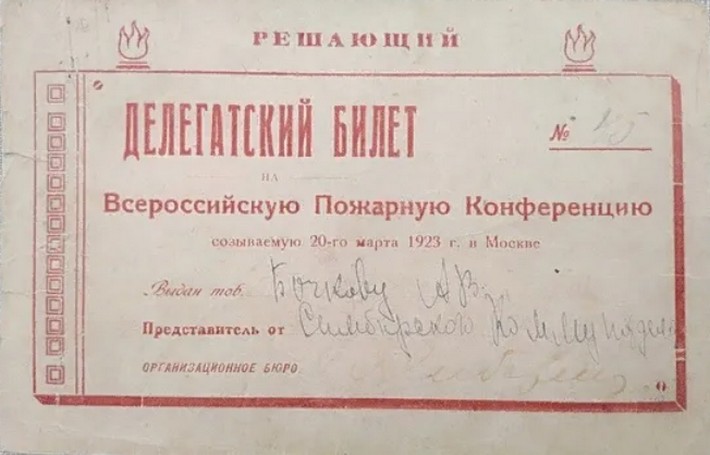 РЕШАЮЩИЙ
ДЕЛЕГАТСКИЙ БИЛЕТ
№ 15
НА
Всероссийскую Пожарную Конференцию
созываемую 20-го марта 1923 г. в Москве
Выдан тов. Бочкову А.В.
Представитель от Симбирского Коммунотдела
ОРГАНИЗАЦИОННОЕ БЮРО